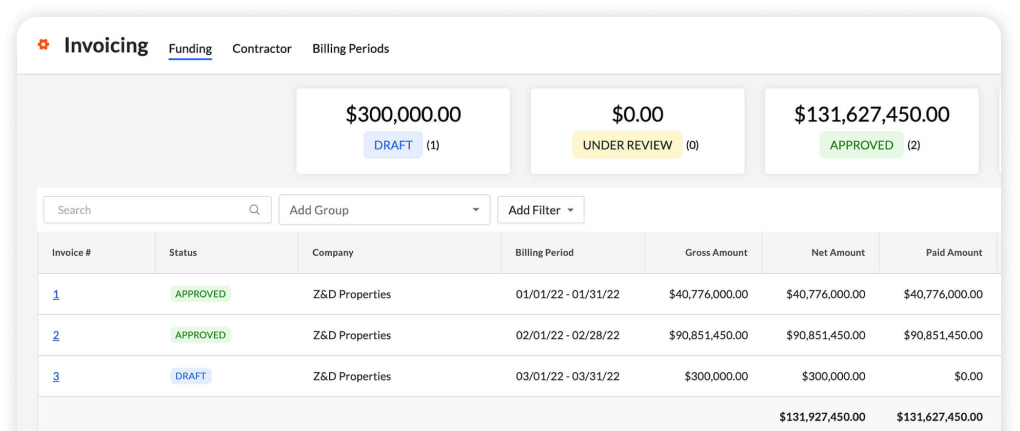 Invoicing Funding Contractor Billing Periods
$300,000.00 $0.00 $131,627,450.00
DRAFT (1) UNDER REVIEW (0) APPROVED (2)
Search Add Group Add Filter
Invoice # Status Company Billing Period Gross Amount Net Amount Paid Amount
1 APPROVED Z&D Properties 01/01/22 - 01/31/22 $40,776,000.00 $40,776,000.00 $40,776,000.00
2 APPROVED Z&D Properties 02/01/22 - 02/28/22 $90,851,450.00 $90,851,450.00 $90,851,450.00
3 DRAFT Z&D Properties 03/01/22 - 03/31/22 $300,000.00 $300,000.00 $0.00
$131,927,450.00 $131,627,450.00